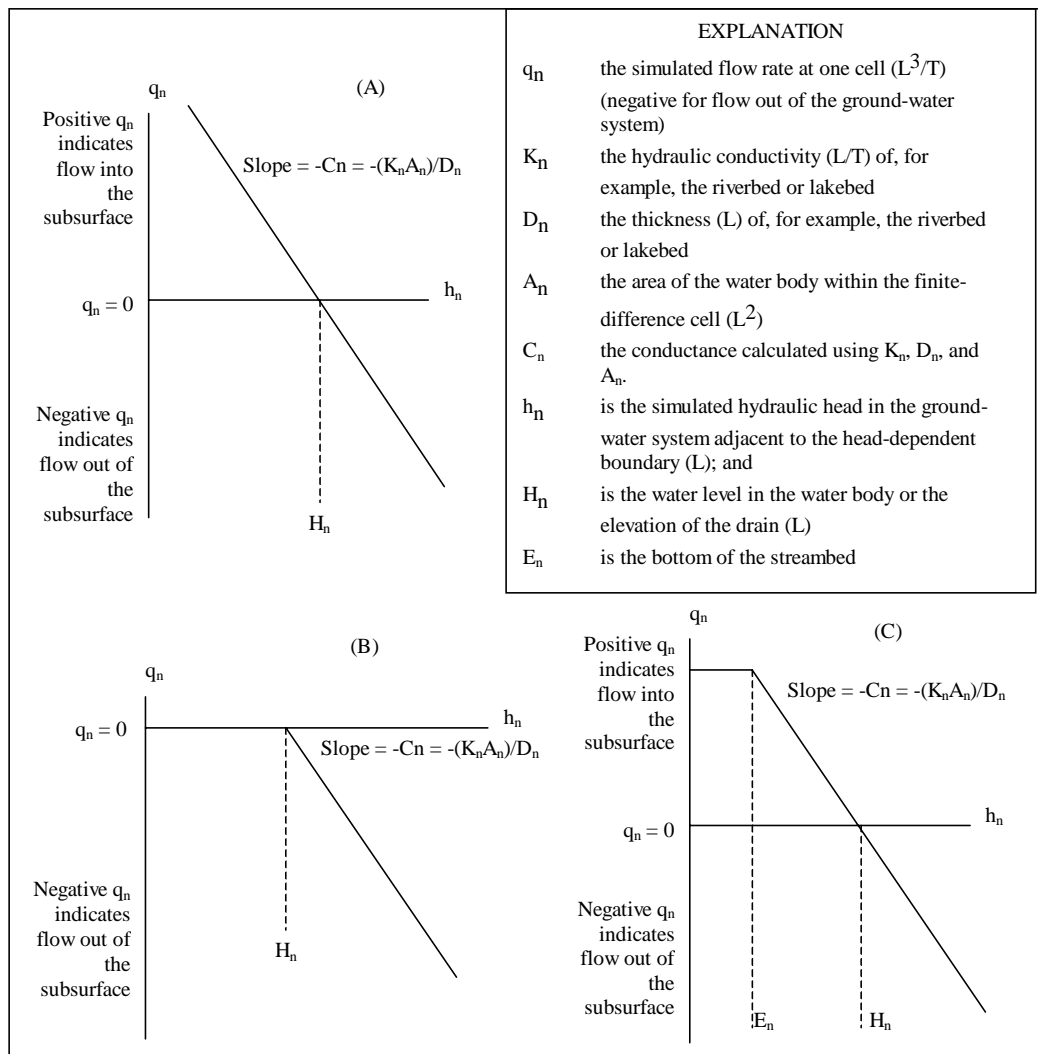 (A)
qn
Positive qn
indicates
flow into
the
subsurface
Slope = -Cn = -(KnAn)/Dn
hn
qn = 0
Negative qn
indicates
flow out of
the
subsurface
Hn
EXPLANATION
qn the simulated flow rate at one cell (L3/T)
(negative for flow out of the ground-water
system)
Kn the hydraulic conductivity (L/T) of, for
example, the riverbed or lakebed
Dn the thickness (L) of, for example, the riverbed
or lakebed
An the area of the water body within the finite-
difference cell (L2)
Cn the conductance calculated using Kn, Dn, and
An.
hn is the simulated hydraulic head in the ground-
water system adjacent to the head-dependent
boundary (L); and
Hn is the water level in the water body or the
elevation of the drain (L)
En is the bottom of the streambed
(B)
qn
hn
qn = 0
Slope = -Cn = -(KnAn)/Dn
Negative qn
indicates
flow out of
the
subsurface
Hn
(C)
qn
Positive qn
indicates
flow into
the
subsurface
Slope = -Cn = -(KnAn)/Dn
hn
qn = 0
Negative qn
indicates
flow out of
the
subsurface
En
Hn